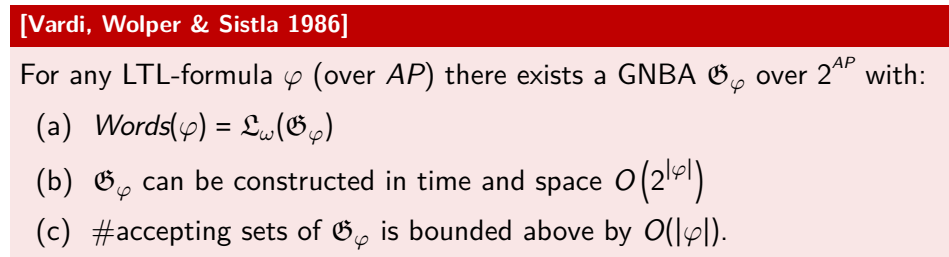 [Vardi, Wolper & Sistla 1986]
For any LTL-formula φ (over AP) there exists a GNBA 𝔊_φ over 2^AP with:
(a) Words(φ) = 𝔏_ω(𝔊_φ)
(b) 𝔊_φ can be constructed in time and space O(2^|φ|)
(c) #accepting sets of 𝔊_φ is bounded above by O(|φ|).